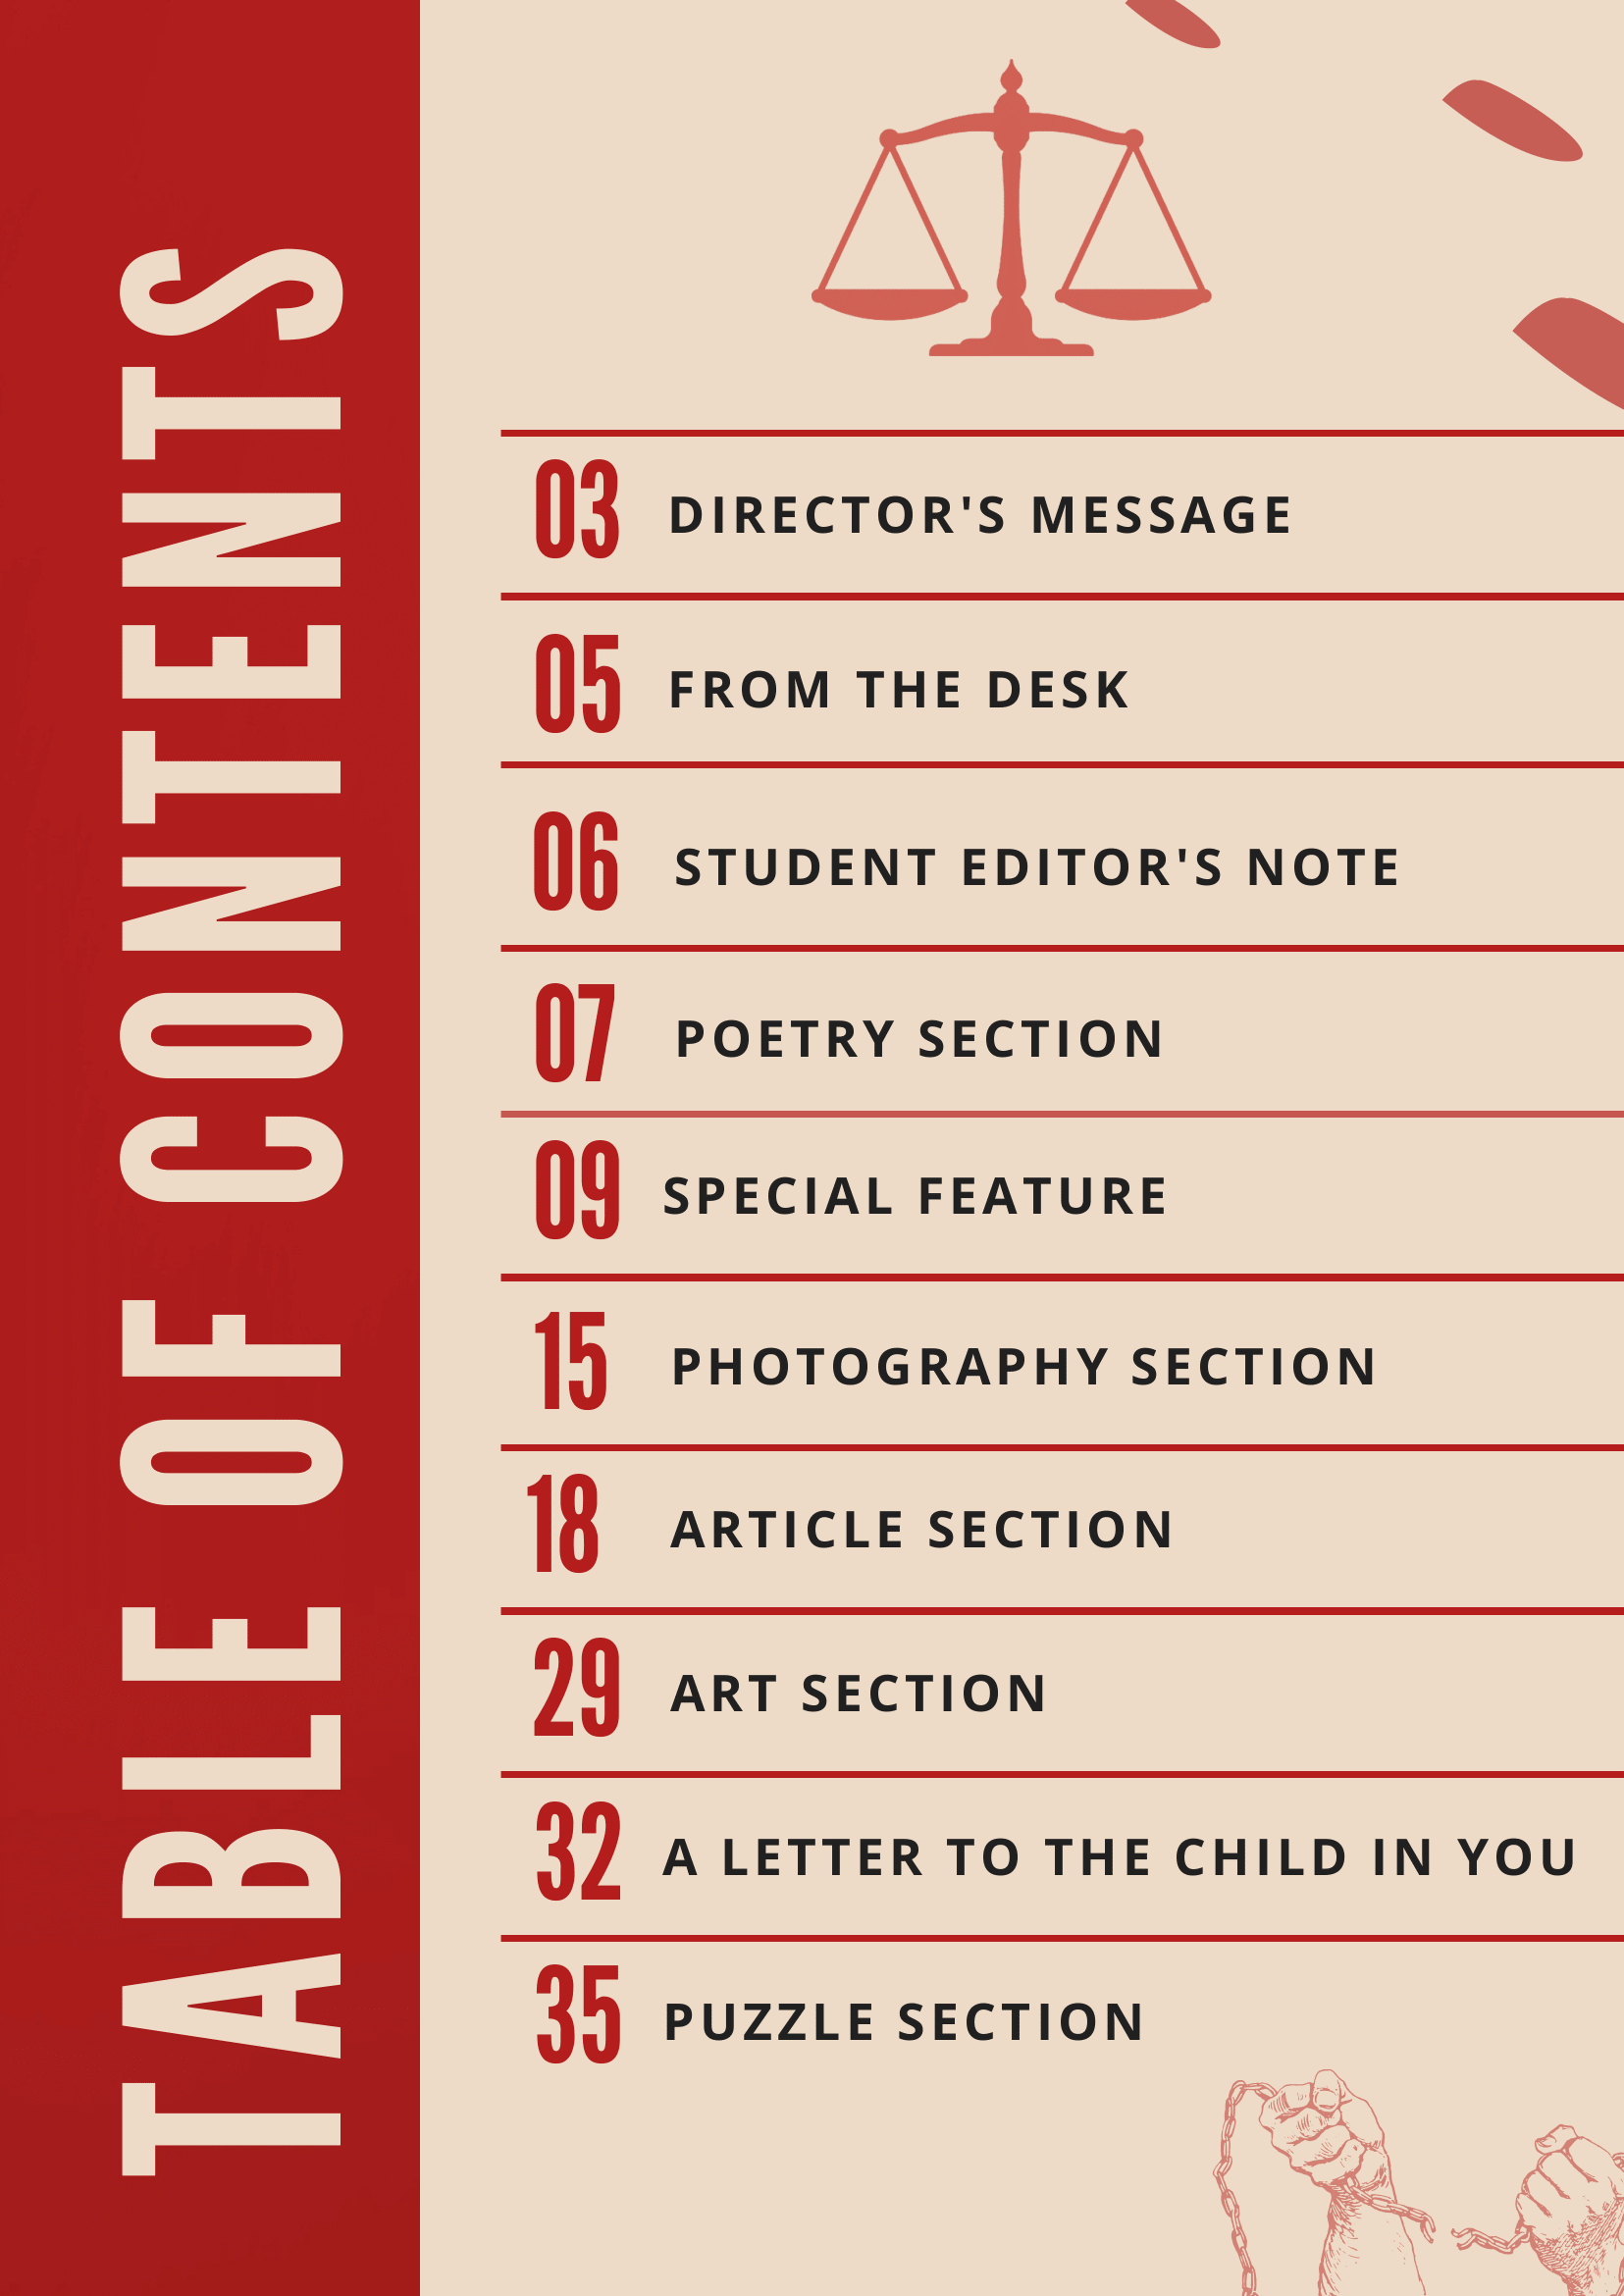 TABLE OF CONTENTS
03 DIRECTOR'S MESSAGE
05 FROM THE DESK
06 STUDENT EDITOR'S NOTE
07 POETRY SECTION
09 SPECIAL FEATURE
15 PHOTOGRAPHY SECTION
18 ARTICLE SECTION
29 ART SECTION
32 A LETTER TO THE CHILD IN YOU
35 PUZZLE SECTION